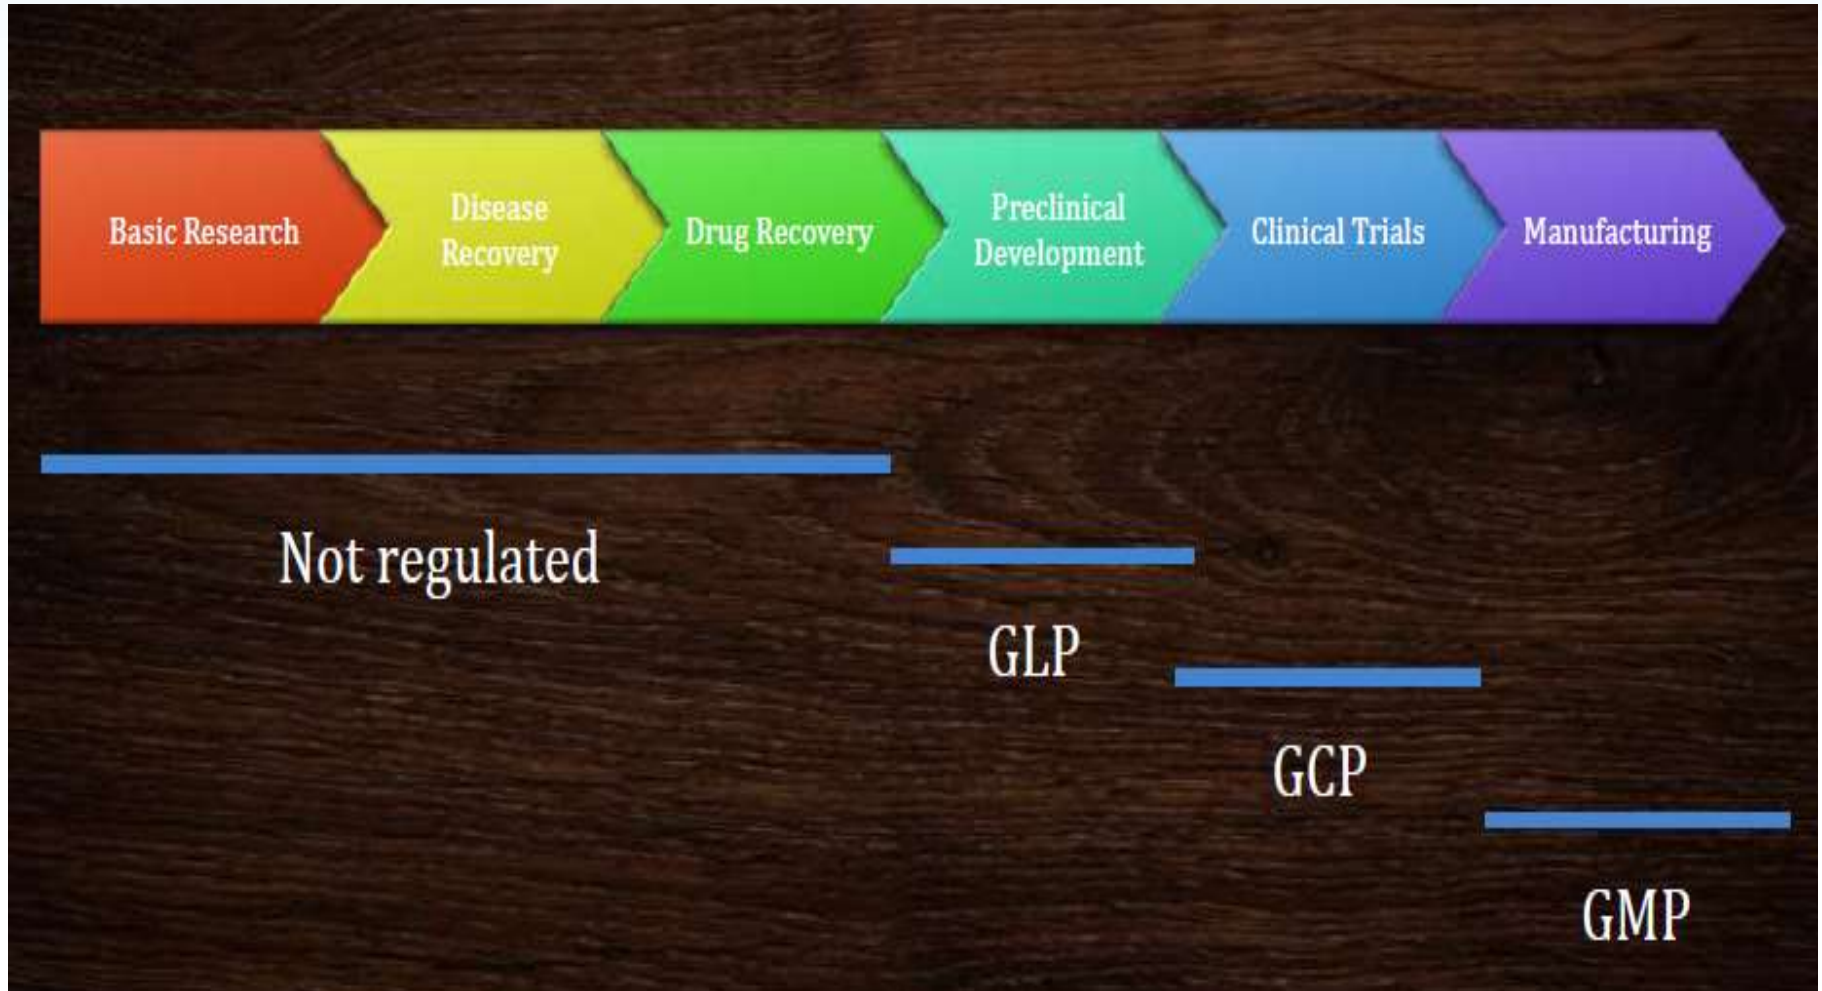 Basic Research
Disease
Recovery
Drug Recovery
Preclinical
Development
Clinical Trials
Manufacturing
Not regulated
GLP
GCP
GMP